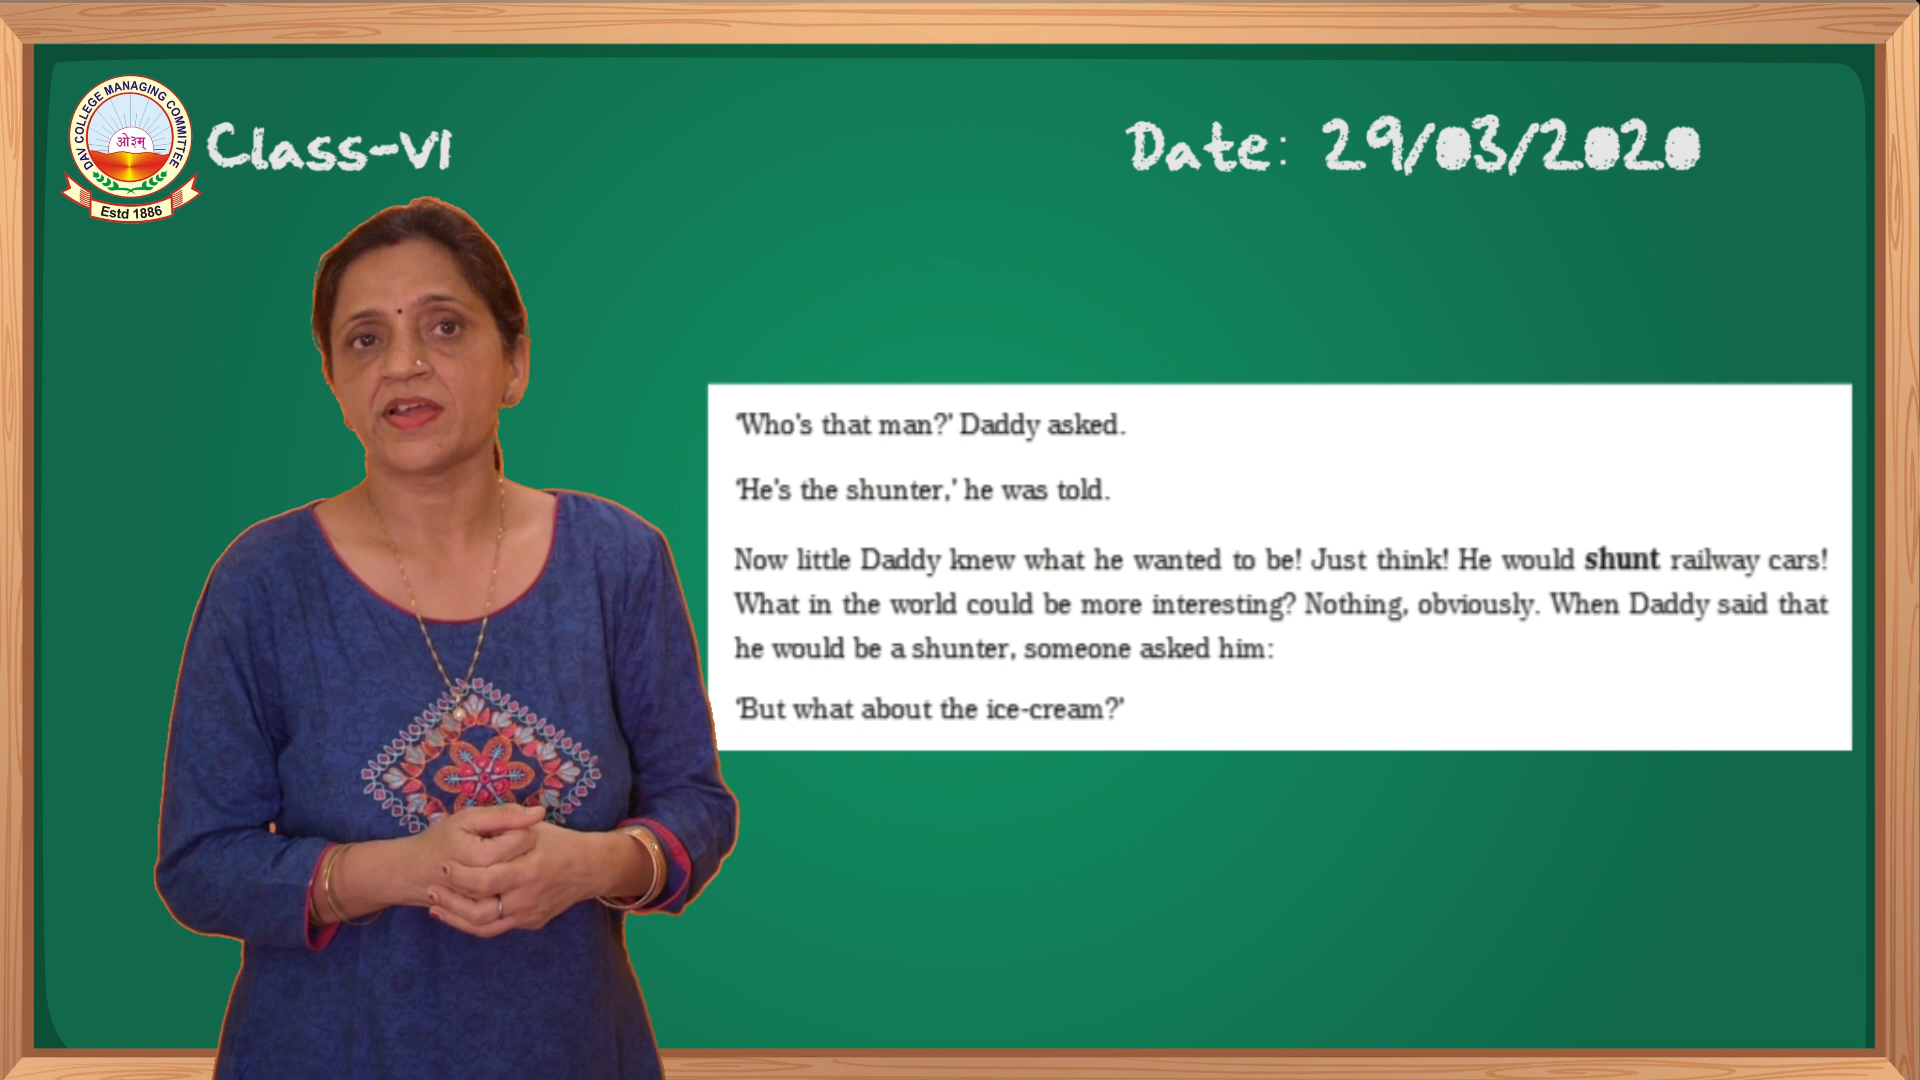 DAV COLLEGE MANAGING COMMITTEE
ओ३म्
Estd 1886
Class-VI
Date: 29/03/2020
'Who's that man?' Daddy asked.
'He's the shunter,' he was told.
Now little Daddy knew what he wanted to be! Just think! He would shunt railway cars!
What in the world could be more interesting? Nothing, obviously. When Daddy said that
he would be a shunter, someone asked him:
'But what about the ice-cream?'